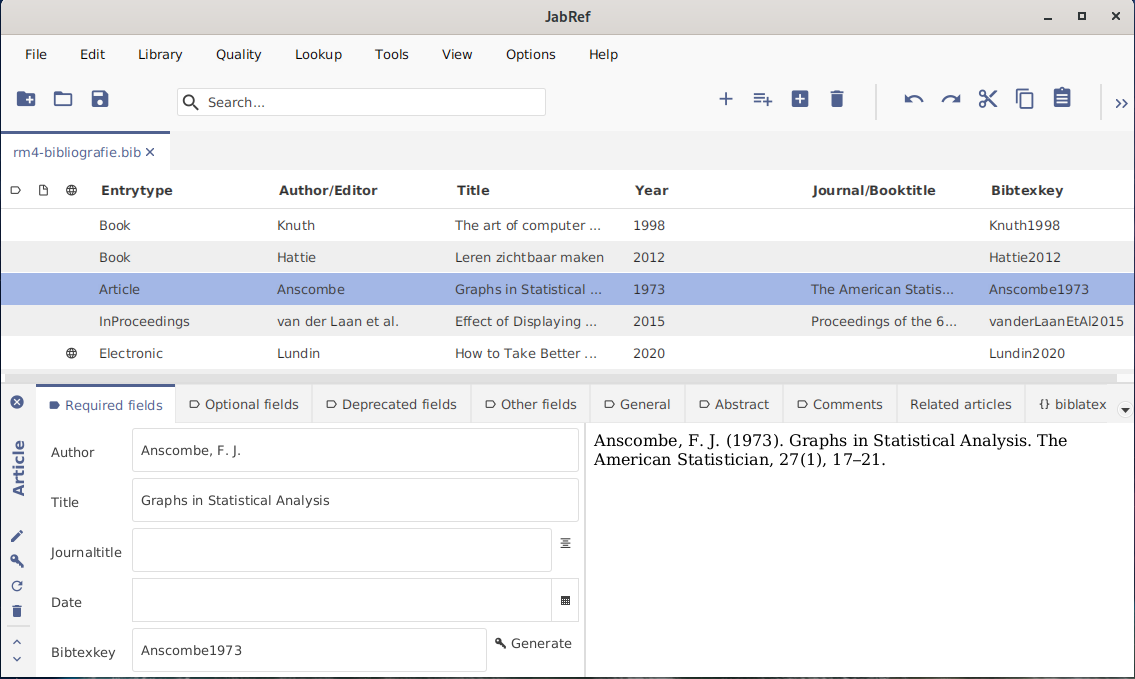 JabRef
File Edit Library Quality Lookup Tools View Options Help
Search...
rm4-bibliografie.bib
Entrytype Author/Editor Title Year Journal/Booktitle Bibtexkey
Book Knuth The art of computer ... 1998 Knuth1998
Book Hattie Leren zichtbaar maken 2012 Hattie2012
Article Anscombe Graphs in Statistical ... 1973 The American Statis... Anscombe1973
InProceedings van der Laan et al. Effect of Displaying ... 2015 Proceedings of the 6... vanderLaanEtAl2015
Electronic Lundin How to Take Better ... 2020 Lundin2020
Required fields Optional fields Deprecated fields Other fields General Abstract Comments Related articles {} biblatex
Article
Author Anscombe, F. J.
Title Graphs in Statistical Analysis
Journaltitle
Date
Bibtexkey Anscombe1973 Generate
Anscombe, F. J. (1973). Graphs in Statistical Analysis. The
American Statistician, 27(1), 17–21.